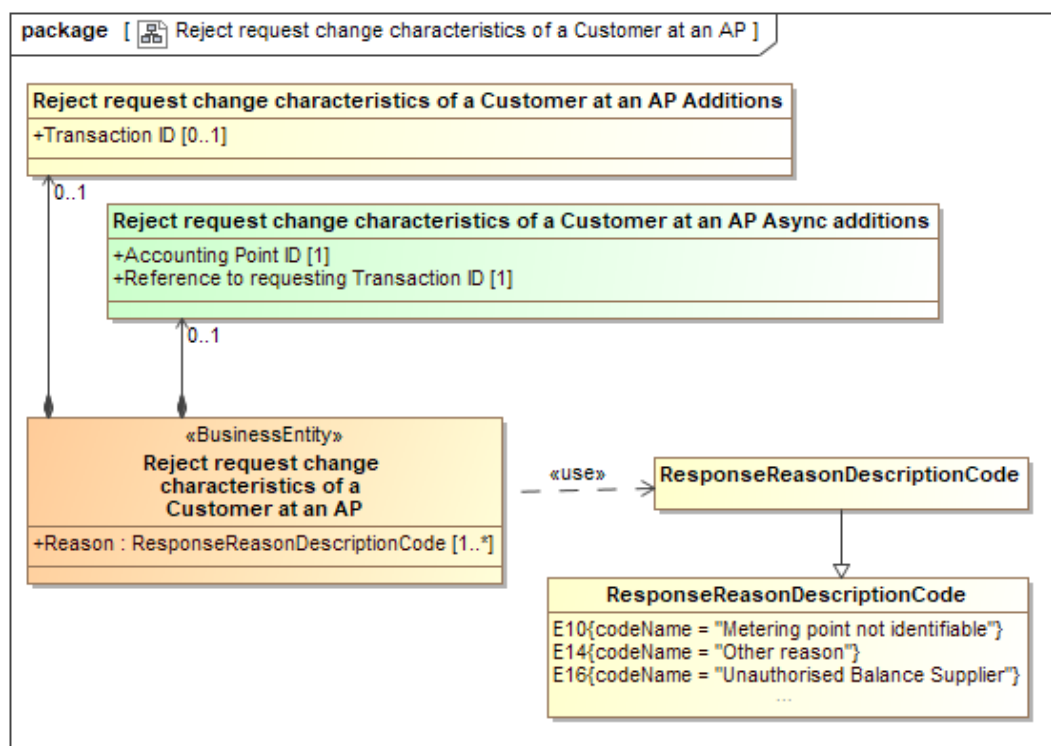 package [ Reject request change characteristics of a Customer at an AP ]
Reject request change characteristics of a Customer at an AP Additions
+Transaction ID [0..1]
0..1
Reject request change characteristics of a Customer at an AP Async additions
+Accounting Point ID [1]
+Reference to requesting Transaction ID [1]
0..1
«BusinessEntity»
Reject request change
characteristics of a
Customer at an AP
+Reason : ResponseReasonDescriptionCode [1..*]
«use»
ResponseReasonDescriptionCode
ResponseReasonDescriptionCode
E10{codeName = "Metering point not identifiable"}
E14{codeName = "Other reason"}
E16{codeName = "Unauthorised Balance Supplier"}
...